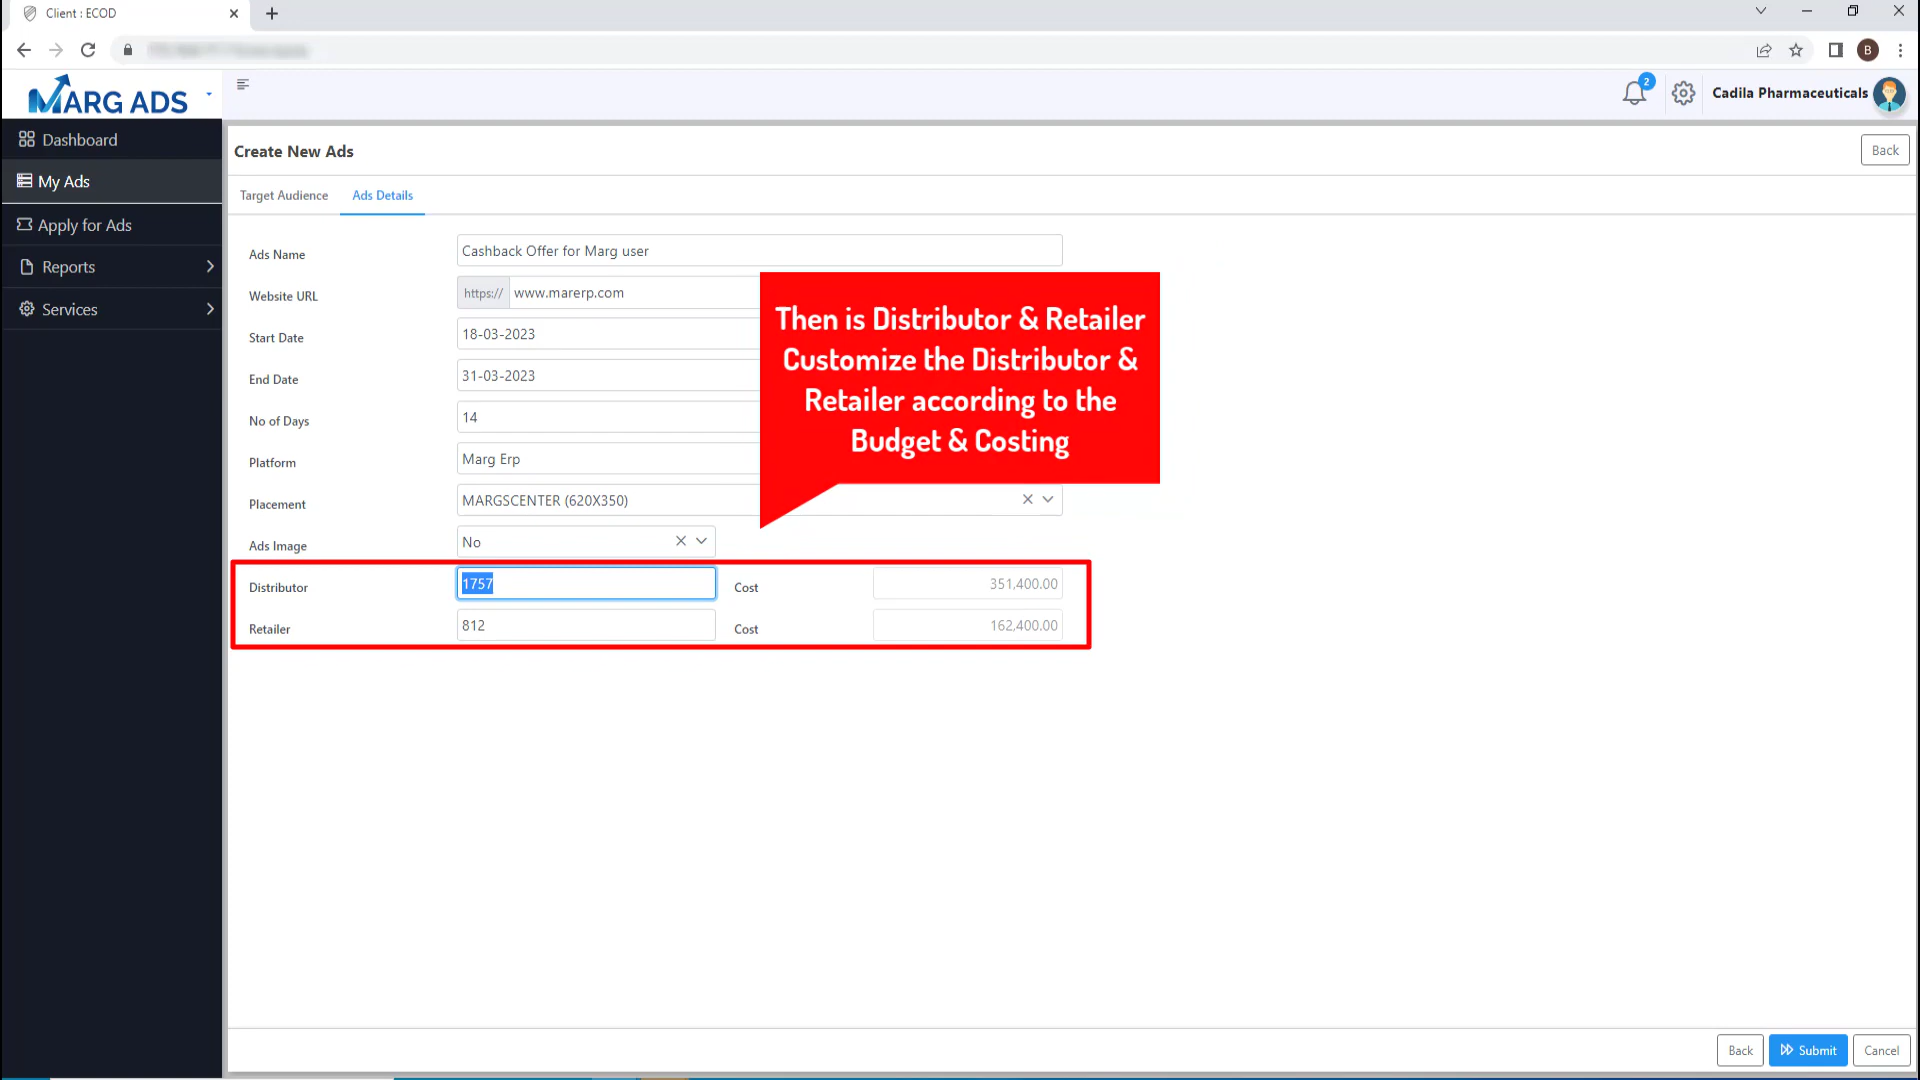 Client : ECOD
B
MARG ADS
2
Cadila Pharmaceuticals
Dashboard
My Ads
Apply for Ads
Reports
Services
Create New Ads
Back
Target Audience
Ads Details
Ads Name
Cashback Offer for Marg user
Website URL
https://
www.marerp.com
Start Date
18-03-2023
End Date
31-03-2023
No of Days
14
Platform
Marg Erp
Placement
MARGSCENTER (620X350)
Ads Image
No
Then is Distributor & Retailer
Customize the Distributor &
Retailer according to the
Budget & Costing
Distributor
1757
Cost
351,400.00
Retailer
812
Cost
162,400.00
Back
Submit
Cancel